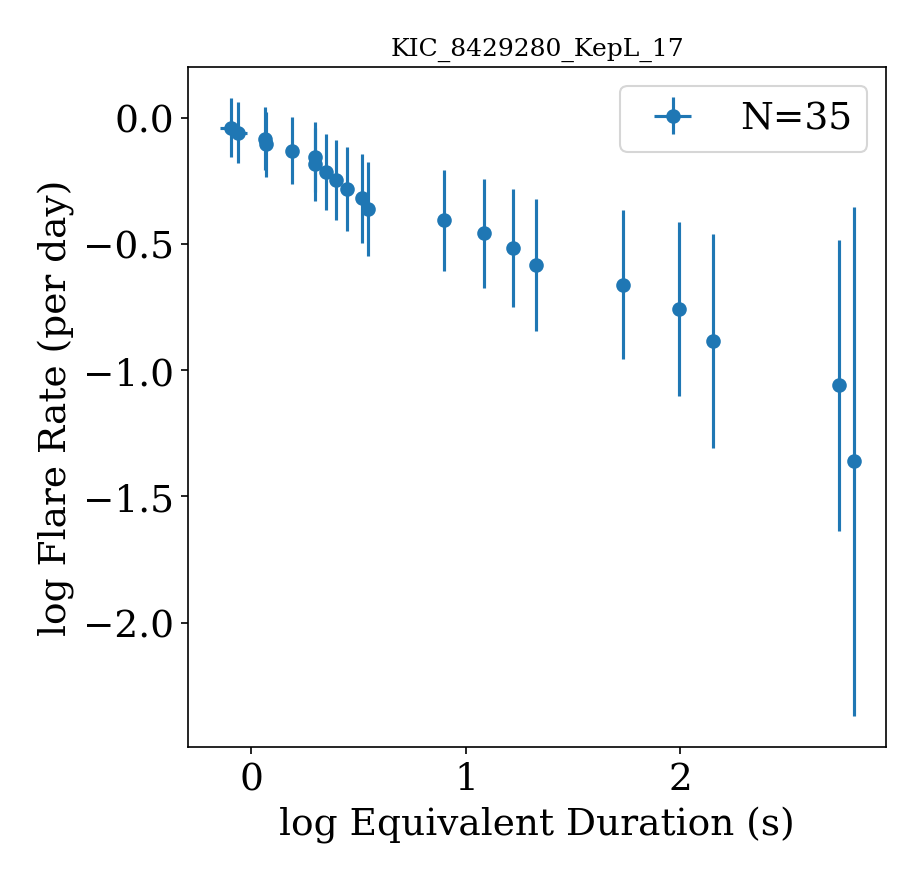 KIC_8429280_KepL_17
N=35
log Flare Rate (per day)
0.0
−0.5
−1.0
−1.5
−2.0
0 1 2
log Equivalent Duration (s)